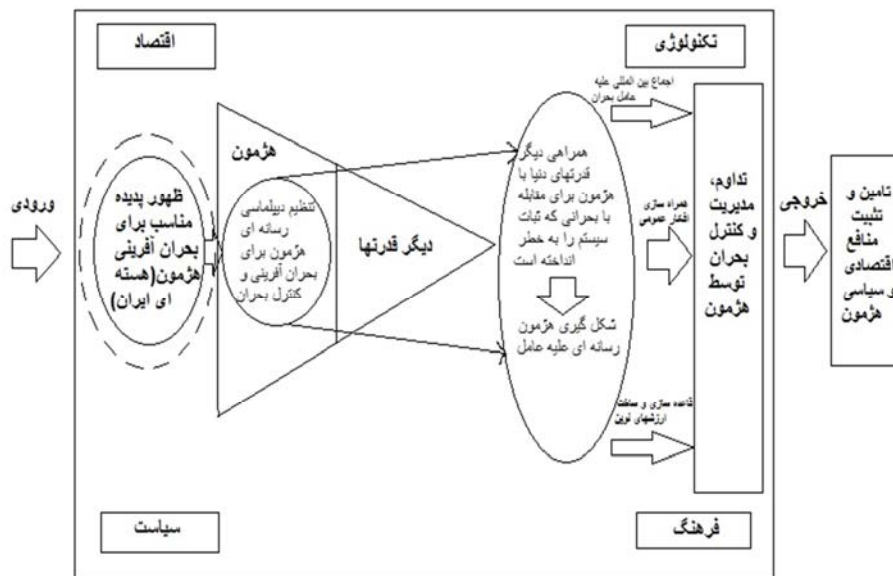 اقتصاد
تکنولوژی
ورودی
ظهور پدیده
مناسب برای
بحران آفرینی
هژمون(هسته
ای ایران)
هژمون
تنظیم دیپلماسی
رسانه ای
هژمون برای
بحران آفرینی و
کنترل بحران
دیگر قدرتها
همراهی دیگر
قدرتهای دنیا با
هژمون برای مقابله
با بحرانی که ثبات
سیستم را به خطر
انداخته است
شکل گیری هژمون
رسانه ای علیه عامل
اجماع بین المللی علیه
عامل بحران
همراه سازی
افکار عمومی
قاعده سازی و ساخت
ارزشهای نوین
تداوم،
مدیریت
و کنترل
بحران
توسط
هژمون
خروجی
تامین و
تثبیت
منافع
اقتصادی
و سیاسی
هژمون
سیاست
فرهنگ